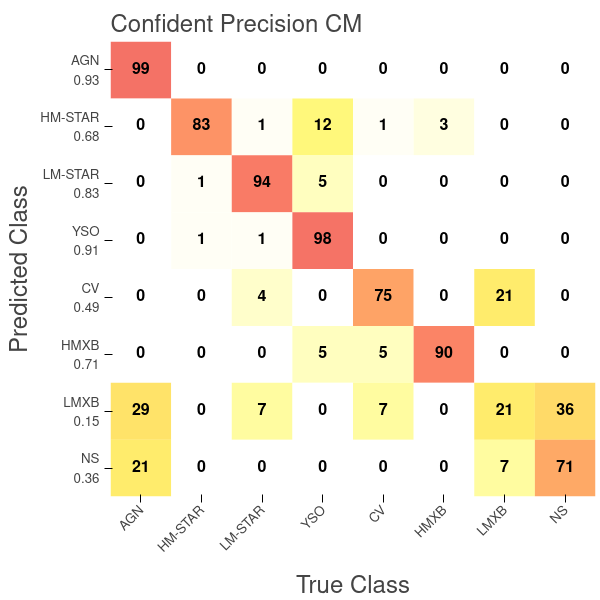 Confident Precision CM
AGN
0.93
99 0 0 0 0 0 0 0
HM-STAR
0.68
0 83 1 12 1 3 0 0
LM-STAR
0.83
0 1 94 5 0 0 0 0
YSO
0.91
0 1 1 98 0 0 0 0
CV
0.49
0 0 4 0 75 0 21 0
HMXB
0.71
0 0 0 5 5 90 0 0
LMXB
0.15
29 0 7 0 7 0 21 36
NS
0.36
21 0 0 0 0 0 7 71
Predicted Class
AGN HM-STAR LM-STAR YSO CV HMXB LMXB NS
True Class